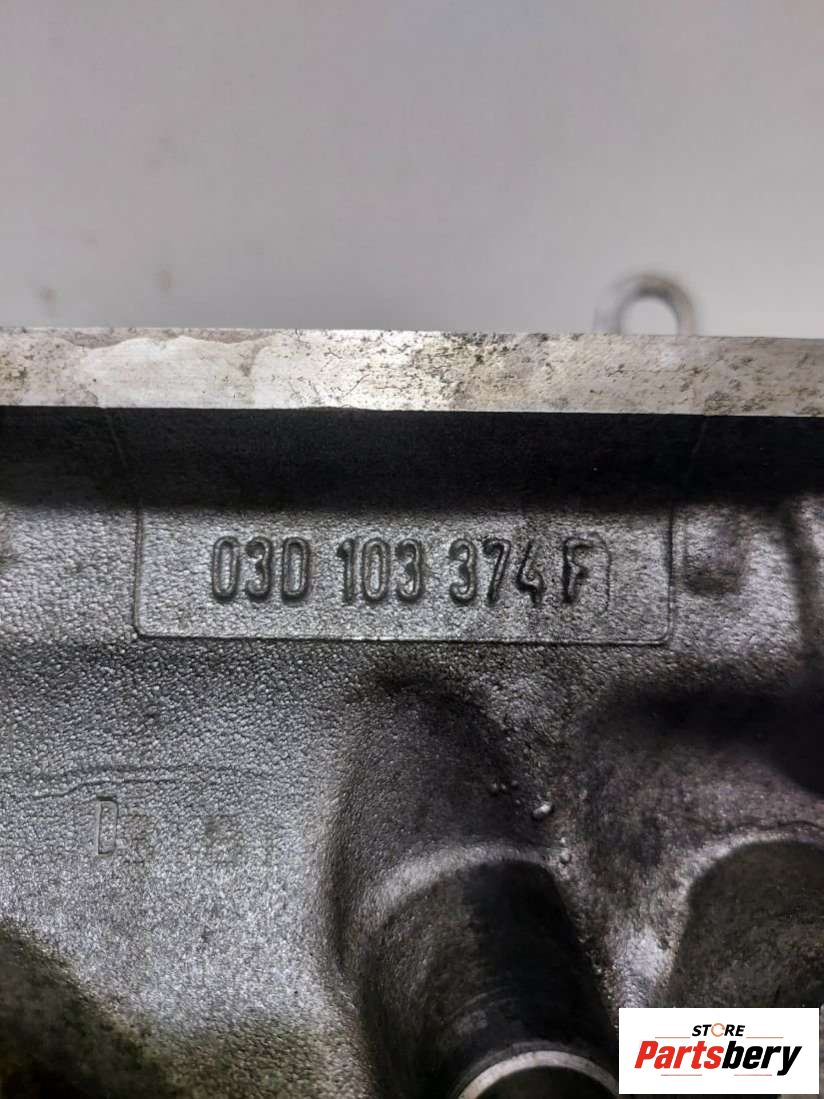 03D 103 374 F
D
STORE
Partsbery